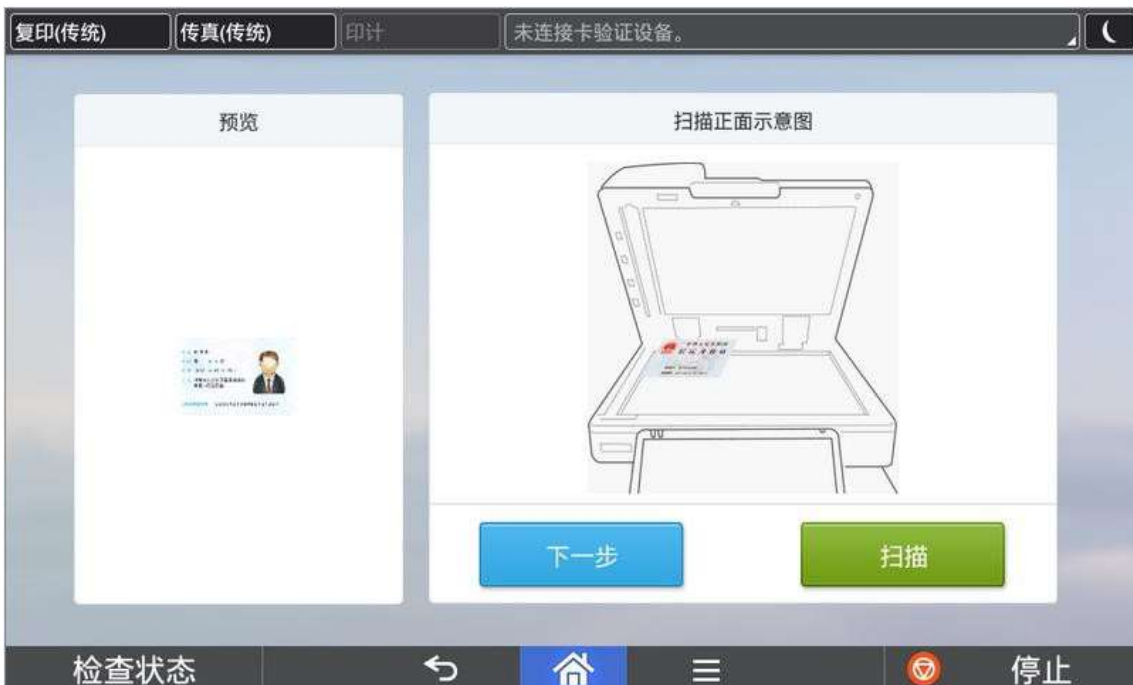 复印(传统)
传真(传统)
印计
未连接卡验证设备。
预览
扫描正面示意图
下一步
扫描
检查状态
停止